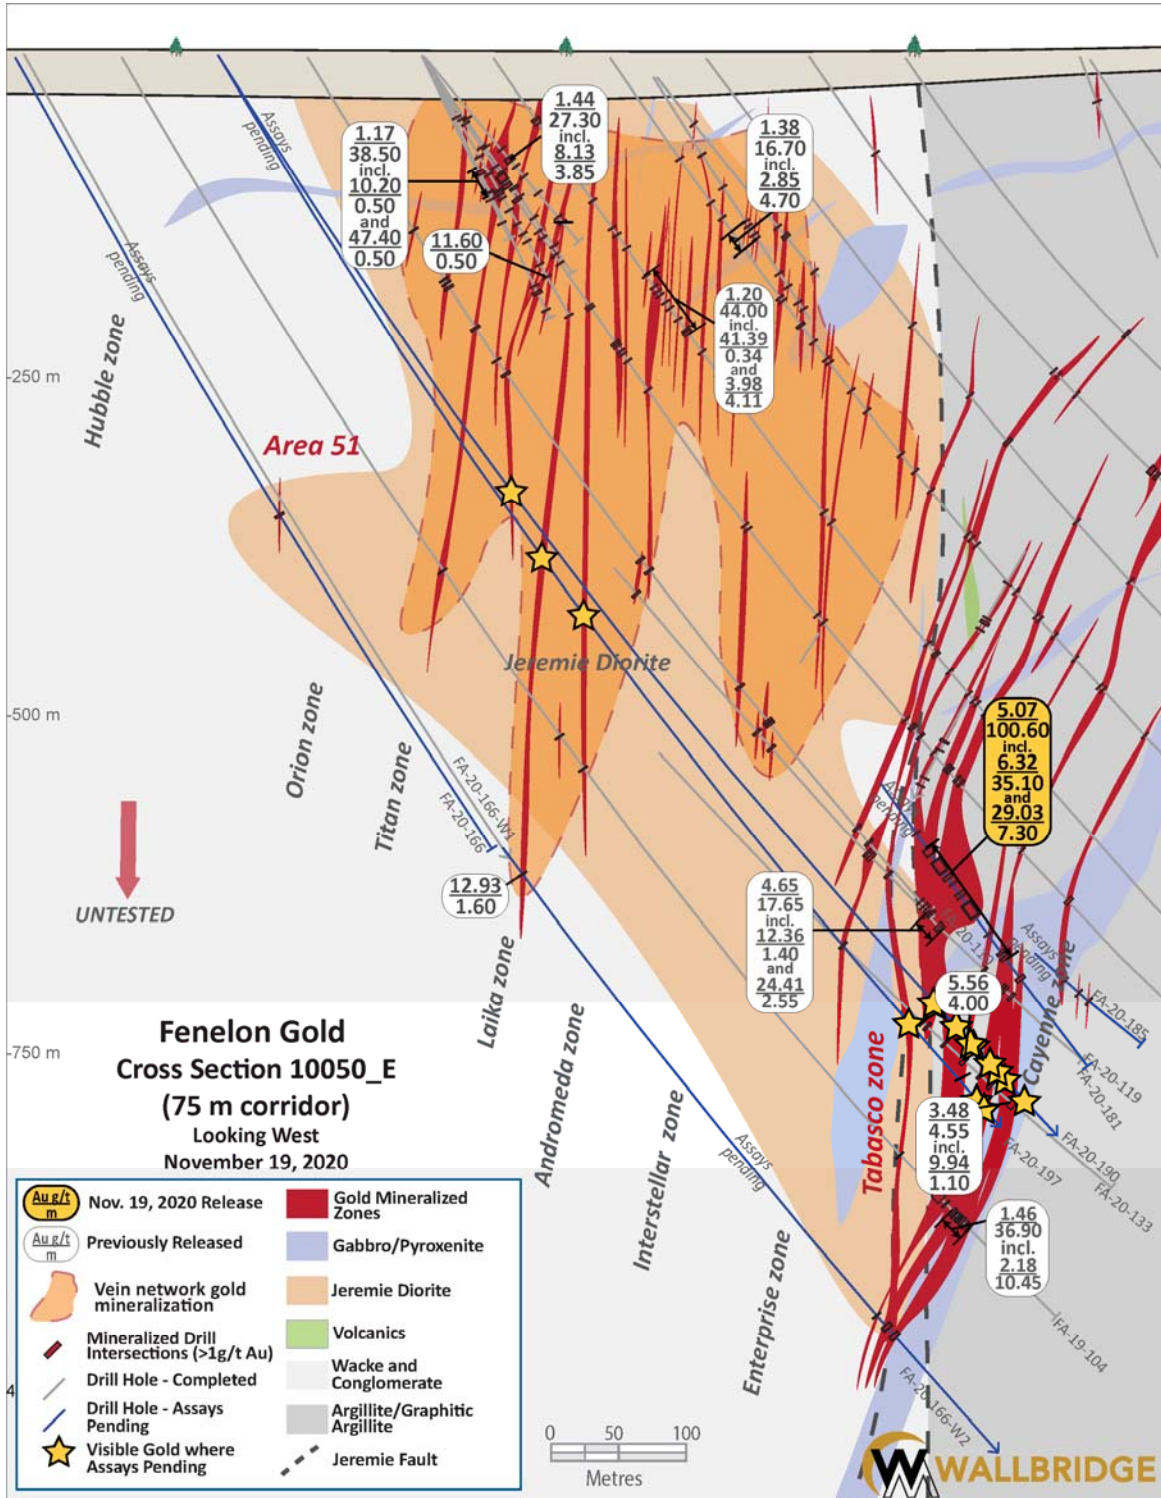 Assays pending
Assays pending
1.17
38.50
incl.
10.20
0.50
and
47.40
0.50
1.44
27.30
incl.
8.13
3.85
1.38
16.70
incl.
2.85
4.70
11.60
0.50
1.20
44.00
incl.
41.39
0.34
and
3.98
4.11
Hubble zone
-250 m
Area 51
Jeremie Diorite
-500 m
Orion zone
Titan zone
FA-20-166-W1
FA-20-166
UNTESTED
12.93
1.60
Laika zone
Andromeda zone
Interstellar zone
Enterprise zone
Assays pending
5.07
100.60
incl.
6.32
35.10
and
29.03
7.30
4.65
17.65
incl.
12.36
1.40
and
24.41
2.55
Assays pending
5.56
4.00
Tabasco zone
Cayenne zone
FA-20-185
FA-20-119
FA-20-181
FA-20-190
FA-20-133
FA-20-197
3.48
4.55
incl.
9.94
1.10
1.46
36.90
incl.
2.18
10.45
FA-19-104
FA-20-166-W2
Assays pending
-750 m
Fenelon Gold
Cross Section 10050_E
(75 m corridor)
Looking West
November 19, 2020
Au g/t
m
Nov. 19, 2020 Release
Au g/t
m
Previously Released
Vein network gold
mineralization
Mineralized Drill
Intersections (>1g/t Au)
Drill Hole - Completed
Drill Hole - Assays
Pending
Visible Gold where
Assays Pending
Gold Mineralized
Zones
Gabbro/Pyroxenite
Jeremie Diorite
Volcanics
Wacke and
Conglomerate
Argillite/Graphitic
Argillite
Jeremie Fault
0 50 100
Metres
WALLBRIDGE